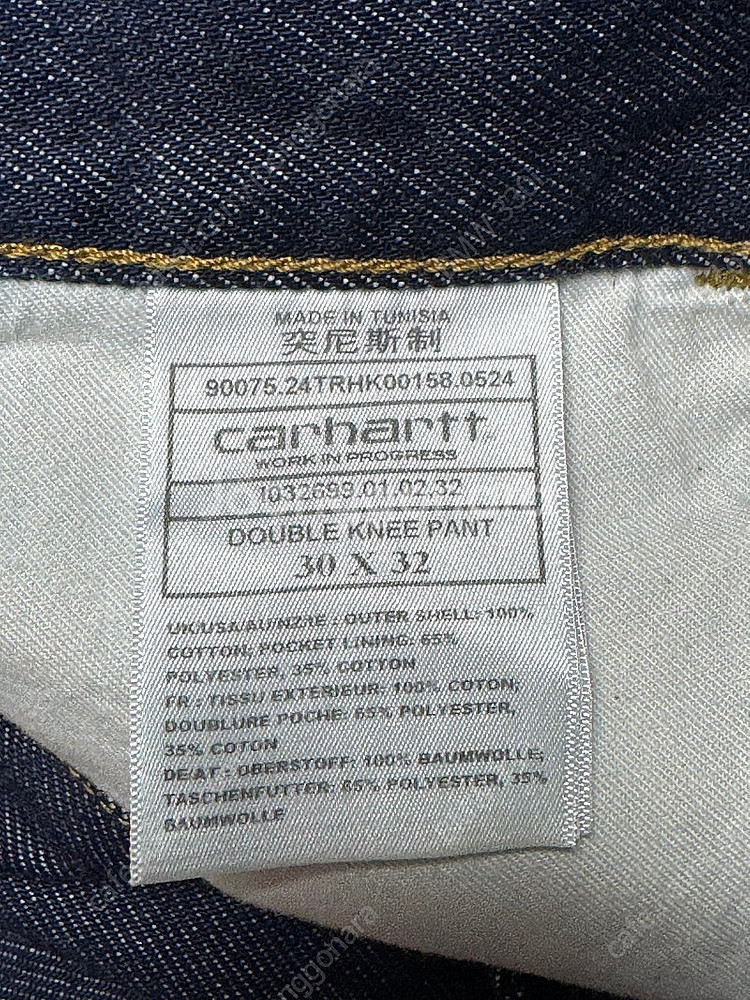 MADE IN TUNISIA
突尼斯制
90075.24TRHK00158.0524
carhartt
WORK IN PROGRESS
1032699.01.02.32
DOUBLE KNEE PANT
30 X 32
UK/USA/AU/NZ/IE : OUTER SHELL: 100%
COTTON, POCKET LINING: 65%
POLYESTER, 35% COTTON
FR : TISSU EXTERIEUR: 100% COTON;
DOUBLURE POCHE: 65% POLYESTER,
35% COTON
DE/AT : OBERSTOFF: 100% BAUMWOLLE;
TASCHENFUTTER: 65% POLYESTER, 35%
BAUMWOLLE